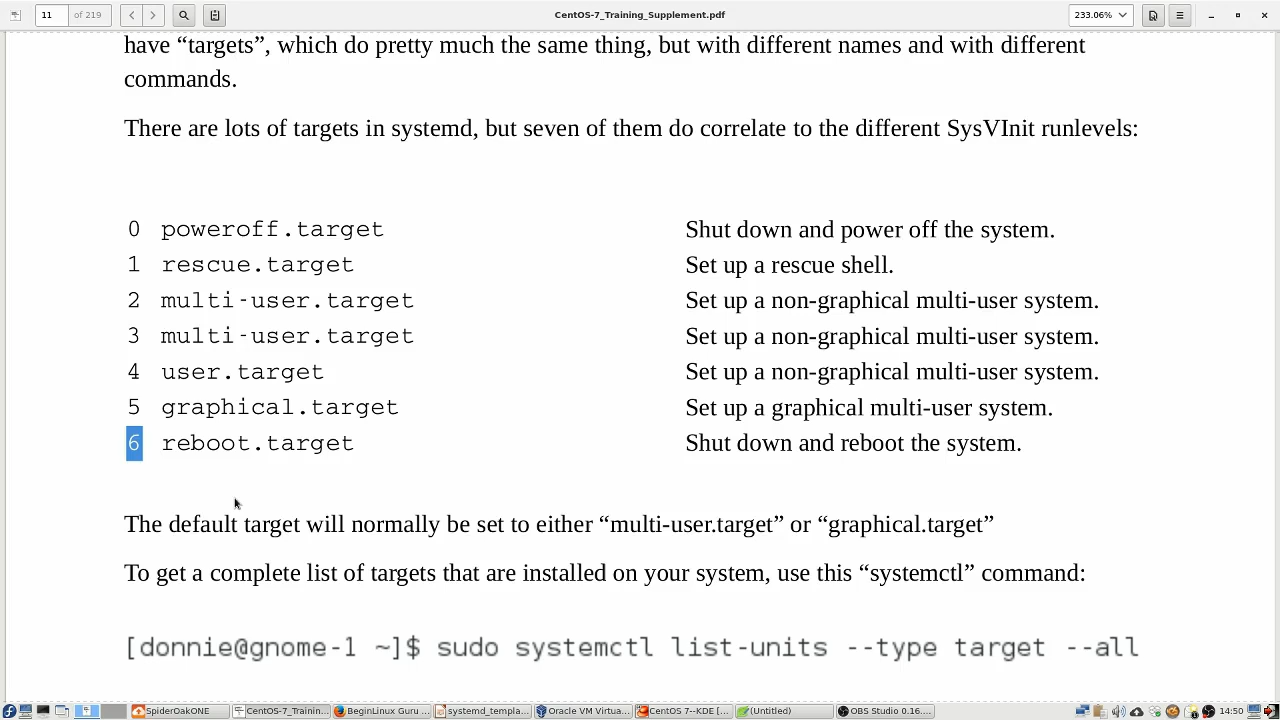 11 of 219 CentOS-7_Training_Supplement.pdf 233.06%
have “targets”, which do pretty much the same thing, but with different names and with different
commands.
There are lots of targets in systemd, but seven of them do correlate to the different SysVInit runlevels:
0 poweroff.target Shut down and power off the system.
1 rescue.target Set up a rescue shell.
2 multi-user.target Set up a non-graphical multi-user system.
3 multi-user.target Set up a non-graphical multi-user system.
4 user.target Set up a non-graphical multi-user system.
5 graphical.target Set up a graphical multi-user system.
6 reboot.target Shut down and reboot the system.
The default target will normally be set to either “multi-user.target” or “graphical.target”
To get a complete list of targets that are installed on your system, use this “systemctl” command:
[donnie@gnome-1 ~]$ sudo systemctl list-units --type target --all
SpiderOakONE CentOS-7_Trainin... BeginLinux Guru ... systemd_templa... Oracle VM Virtua... CentOS 7--KDE [... (Untitled) OBS Studio 0.16.... 14:50